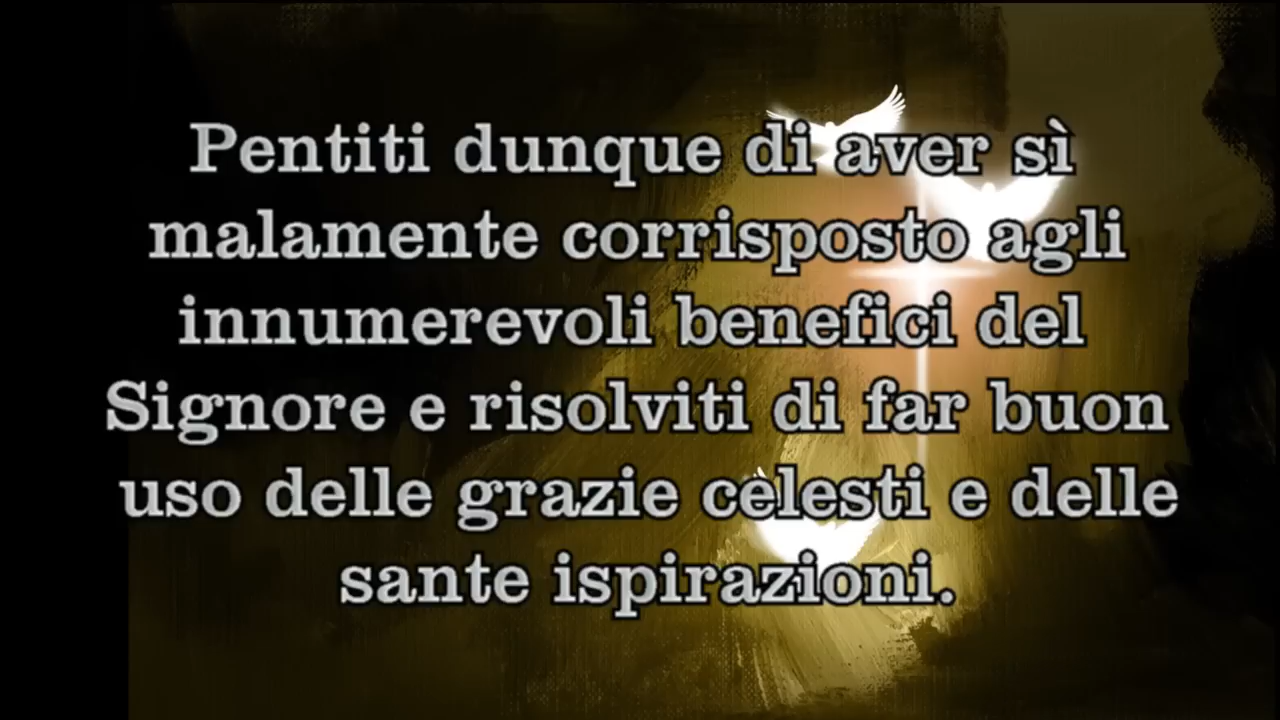 Pentiti dunque di aver sì
malamente corrisposto agli
innumerevoli benefici del
Signore e risolviti di far buon
uso delle grazie celesti e delle
sante ispirazioni.